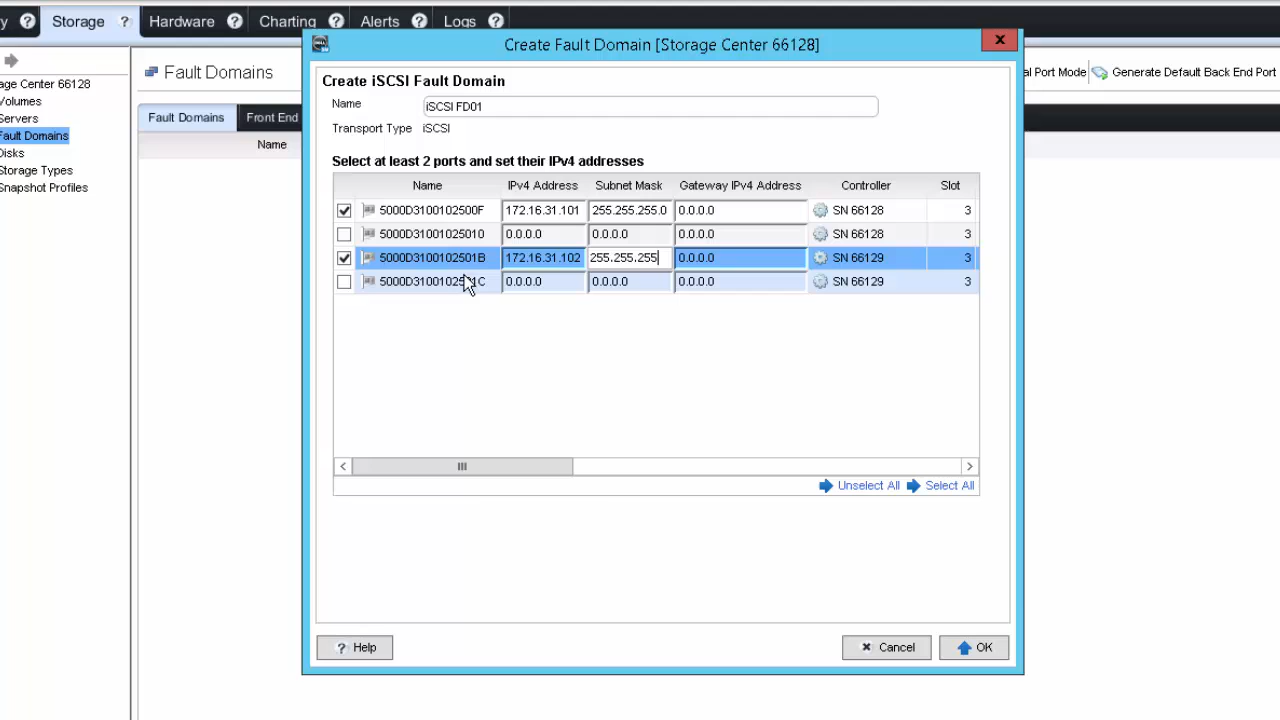 y ? Storage ? Hardware ? Charting ? Alerts ? Logs ?
Create Fault Domain [Storage Center 66128] x
age Center 66128
Volumes
Servers
Fault Domains
Disks
Storage Types
Snapshot Profiles
Fault Domains
al Port Mode Generate Default Back End Port
Fault Domains Front End
Name
Create iSCSI Fault Domain
Name iSCSI FD01
Transport Type iSCSI
Select at least 2 ports and set their IPv4 addresses
Name IPv4 Address Subnet Mask Gateway IPv4 Address Controller Slot
5000D3100102500F 172.16.31.101 255.255.255.0 0.0.0.0 SN 66128 3
5000D31001025010 0.0.0.0 0.0.0.0 0.0.0.0 SN 66128 3
5000D3100102501B 172.16.31.102 255.255.255 0.0.0.0 SN 66129 3
5000D3100102501C 0.0.0.0 0.0.0.0 0.0.0.0 SN 66129 3
Unselect All Select All
? Help Cancel OK